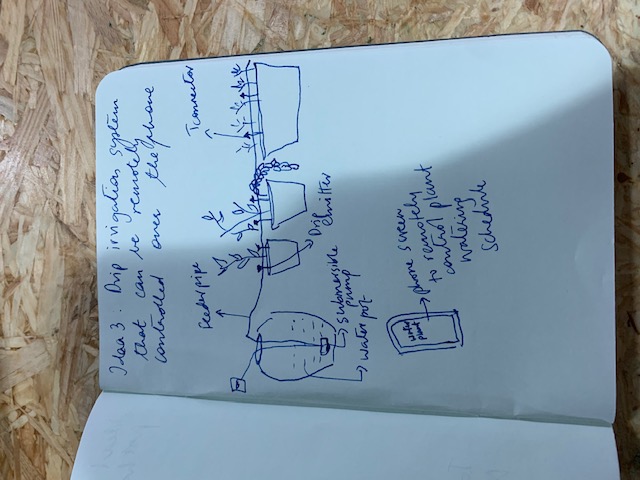 Idea 3. Drip irrigation system
that can be remotely
controlled over the phone
Feeder pipe
T connector
Drip
emitter
submersible
pump
water
pot
water
plant
phone screen
to remotely
control plant
watering
schedule